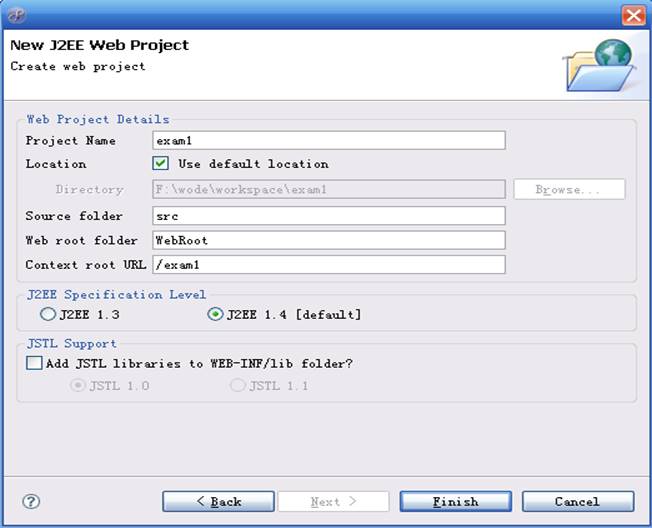 New J2EE Web Project
Create web project
Web Project Details
Project Name exam1
Location Use default location
Directory F:\wode\workspace\exam1 Browse...
Source folder src
Web root folder WebRoot
Context root URL /exam1
J2EE Specification Level
J2EE 1.3 J2EE 1.4 [default]
JSTL Support
Add JSTL libraries to WEB-INF/lib folder?
JSTL 1.0 JSTL 1.1
? < Back Next > Finish Cancel